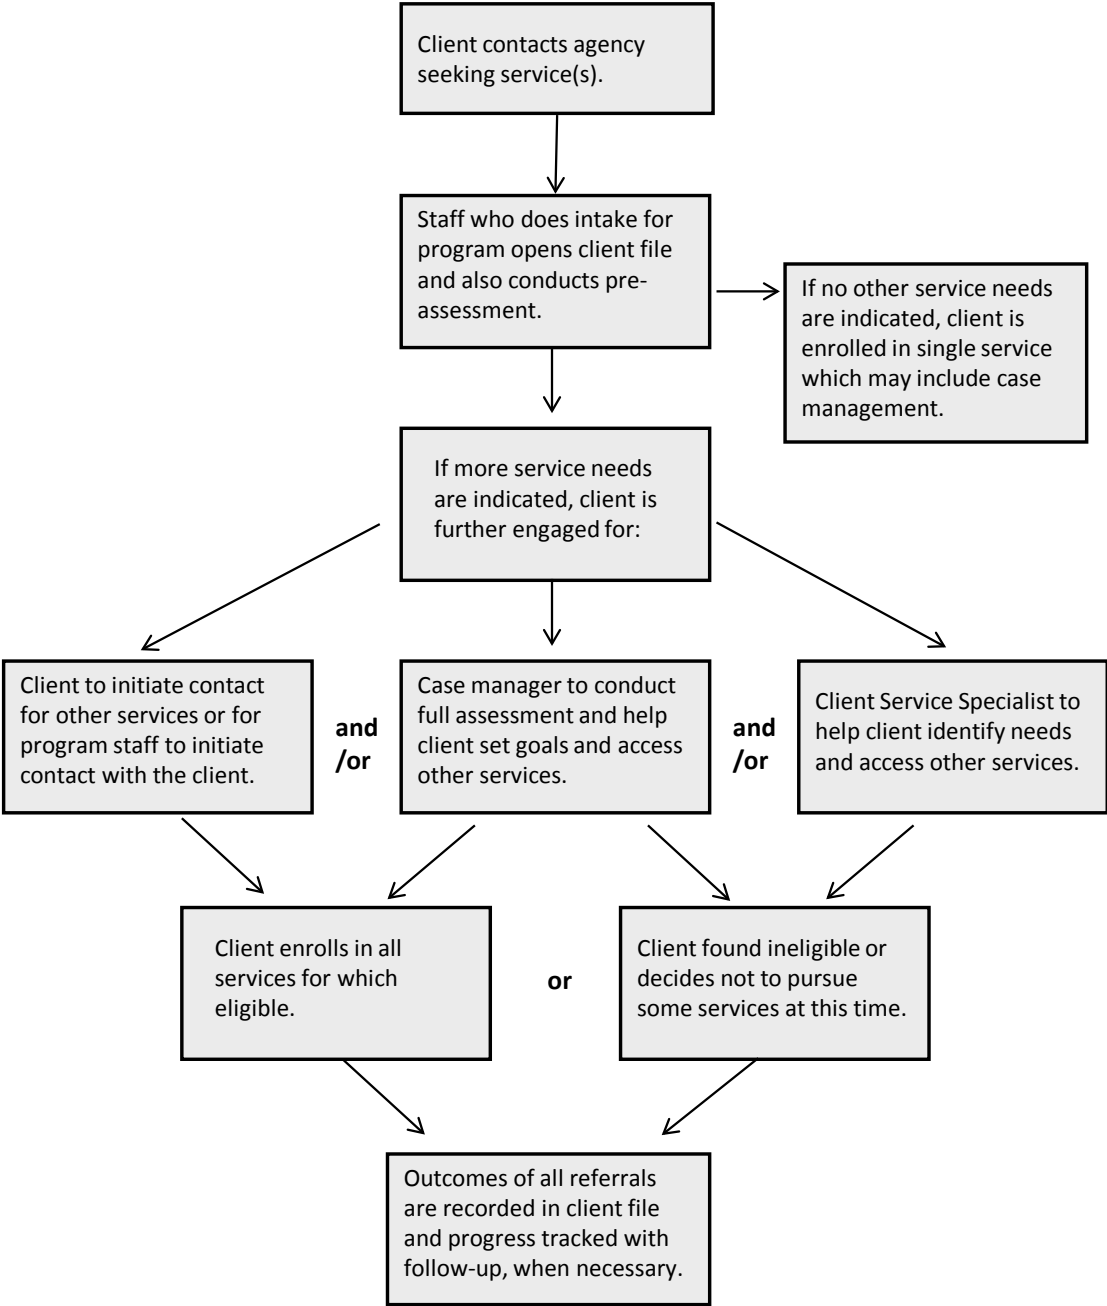 Client contacts agency
seeking service(s).
Staff who does intake for
program opens client file
and also conducts pre-
assessment.
If no other service needs
are indicated, client is
enrolled in single service
which may include case
management.
If more service needs
are indicated, client is
further engaged for:
Client to initiate contact
for other services or for
program staff to initiate
contact with the client.
and
/or
Case manager to conduct
full assessment and help
client set goals and access
other services.
and
/or
Client Service Specialist to
help client identify needs
and access other services.
Client enrolls in all
services for which
eligible.
or
Client found ineligible or
decides not to pursue
some services at this time.
Outcomes of all referrals
are recorded in client file
and progress tracked with
follow-up, when necessary.